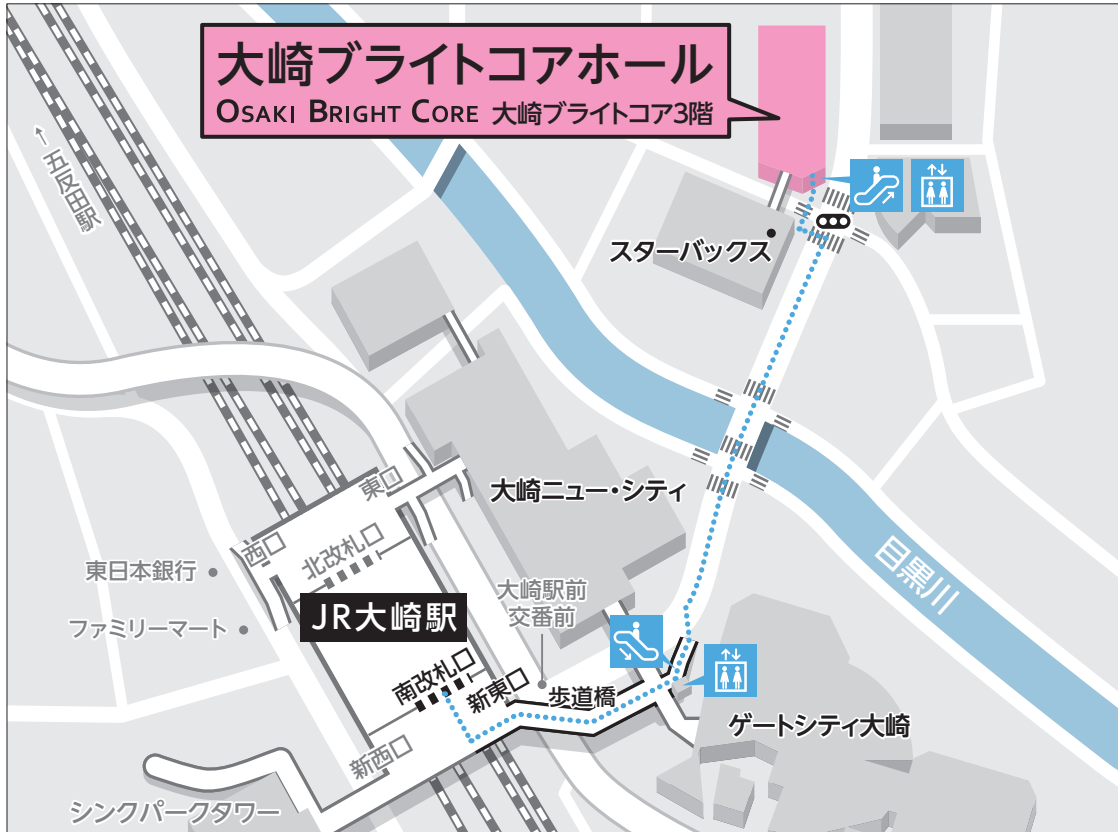 大崎ブライトコアホール
OSAKI BRIGHT CORE 大崎ブライトコア3階
←五反田駅
スターバックス
大崎ニュー・シティ
東口
西口
北改札口
東日本銀行
大崎駅前
交番前
目黒川
ファミリーマート
JR大崎駅
南改札口
新東口
歩道橋
ゲートシティ大崎
新西口
シンクパークタワー